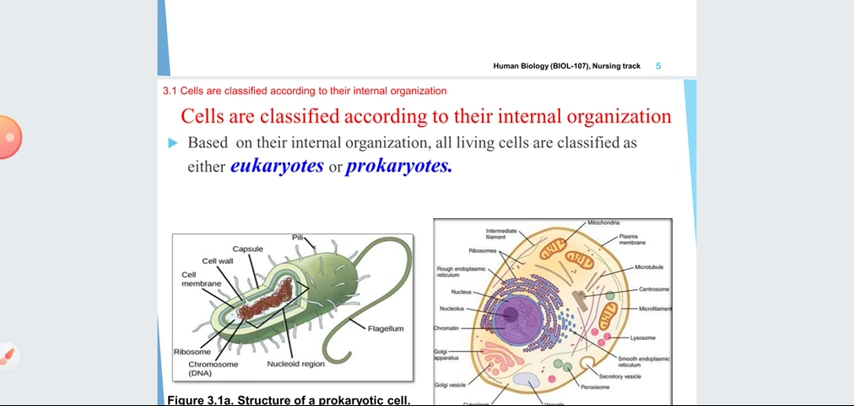 Human Biology (BIOL-107), Nursing track 5
3.1 Cells are classified according to their internal organization
Cells are classified according to their internal organization
Based on their internal organization, all living cells are classified as
either eukaryotes or prokaryotes.
Pili
Capsule
Cell wall
Cell
membrane
Flagellum
Ribosome
Chromosome
(DNA)
Nucleoid region
Figure 3.1a. Structure of a prokaryotic cell.
Mitochondria
Intermediate
filament
Plasma
membrane
Ribosomes
Rough endoplasmic
reticulum
Microtubule
Nucleus
Centrosome
Nucleolus
Microfilament
Chromatin
Lysosome
Golgi
apparatus
Smooth endoplasmic
reticulum
Secretory vesicle
Golgi vesicle
Peroxisome